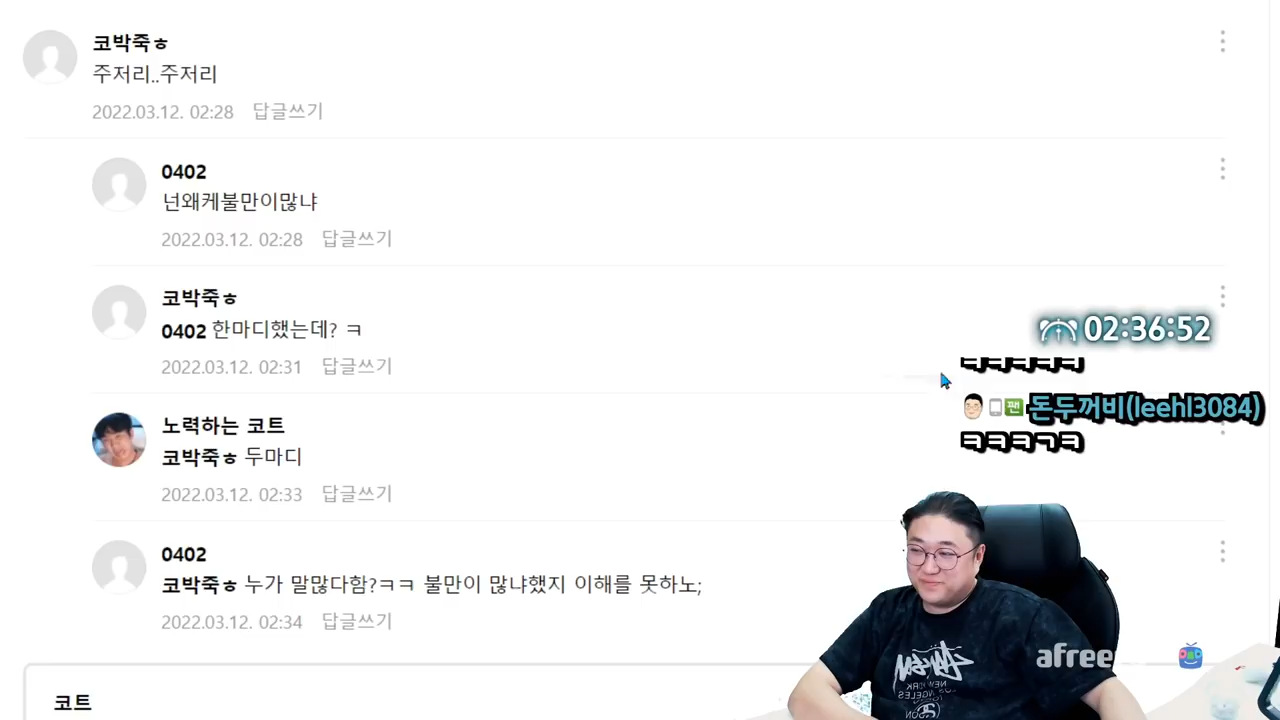 코박죽ㅎ
주저리..주저리
2022.03.12. 02:28 답글쓰기
0402
넌왜케불만이많냐
2022.03.12. 02:28 답글쓰기
코박죽ㅎ
0402 한마디했는데? ㅋ
2022.03.12. 02:31 답글쓰기
02:36:52
ㅋㅋㅋㅋㅋ
팬 돈두꺼비(leehl3084)
ㅋㅋㅋㄱㅋ
노력하는 코트
코박죽ㅎ 두마디
2022.03.12. 02:33 답글쓰기
0402
코박죽ㅎ 누가 말많다함?ㅋㅋ 불만이 많냐했지 이해를 못하노;
2022.03.12. 02:34 답글쓰기
NEW YORK
afree
코트